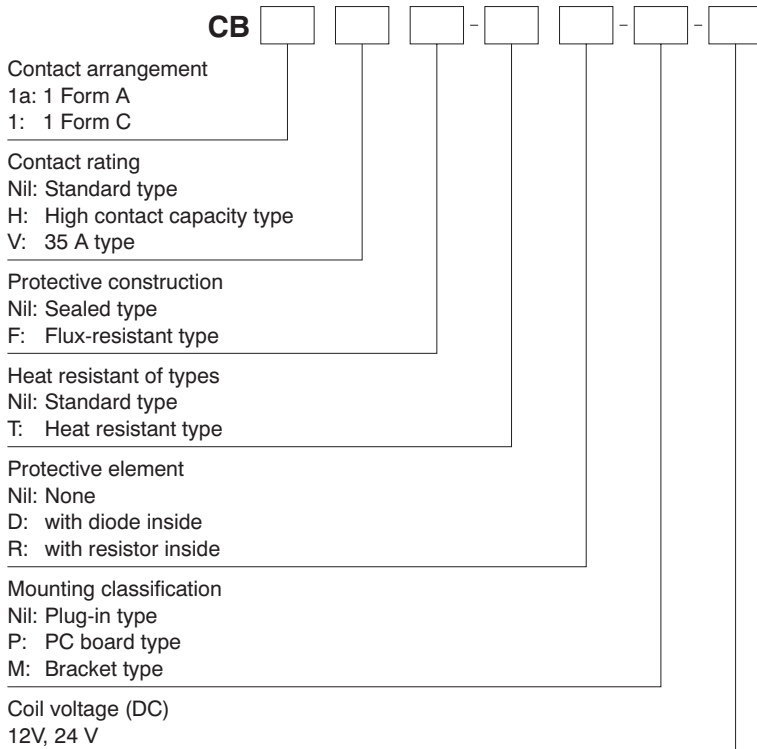 CB - - -
Contact arrangement
1a: 1 Form A
1: 1 Form C
Contact rating
Nil: Standard type
H: High contact capacity type
V: 35 A type
Protective construction
Nil: Sealed type
F: Flux-resistant type
Heat resistant of types
Nil: Standard type
T: Heat resistant type
Protective element
Nil: None
D: with diode inside
R: with resistor inside
Mounting classification
Nil: Plug-in type
P: PC board type
M: Bracket type
Coil voltage (DC)
12V, 24 V